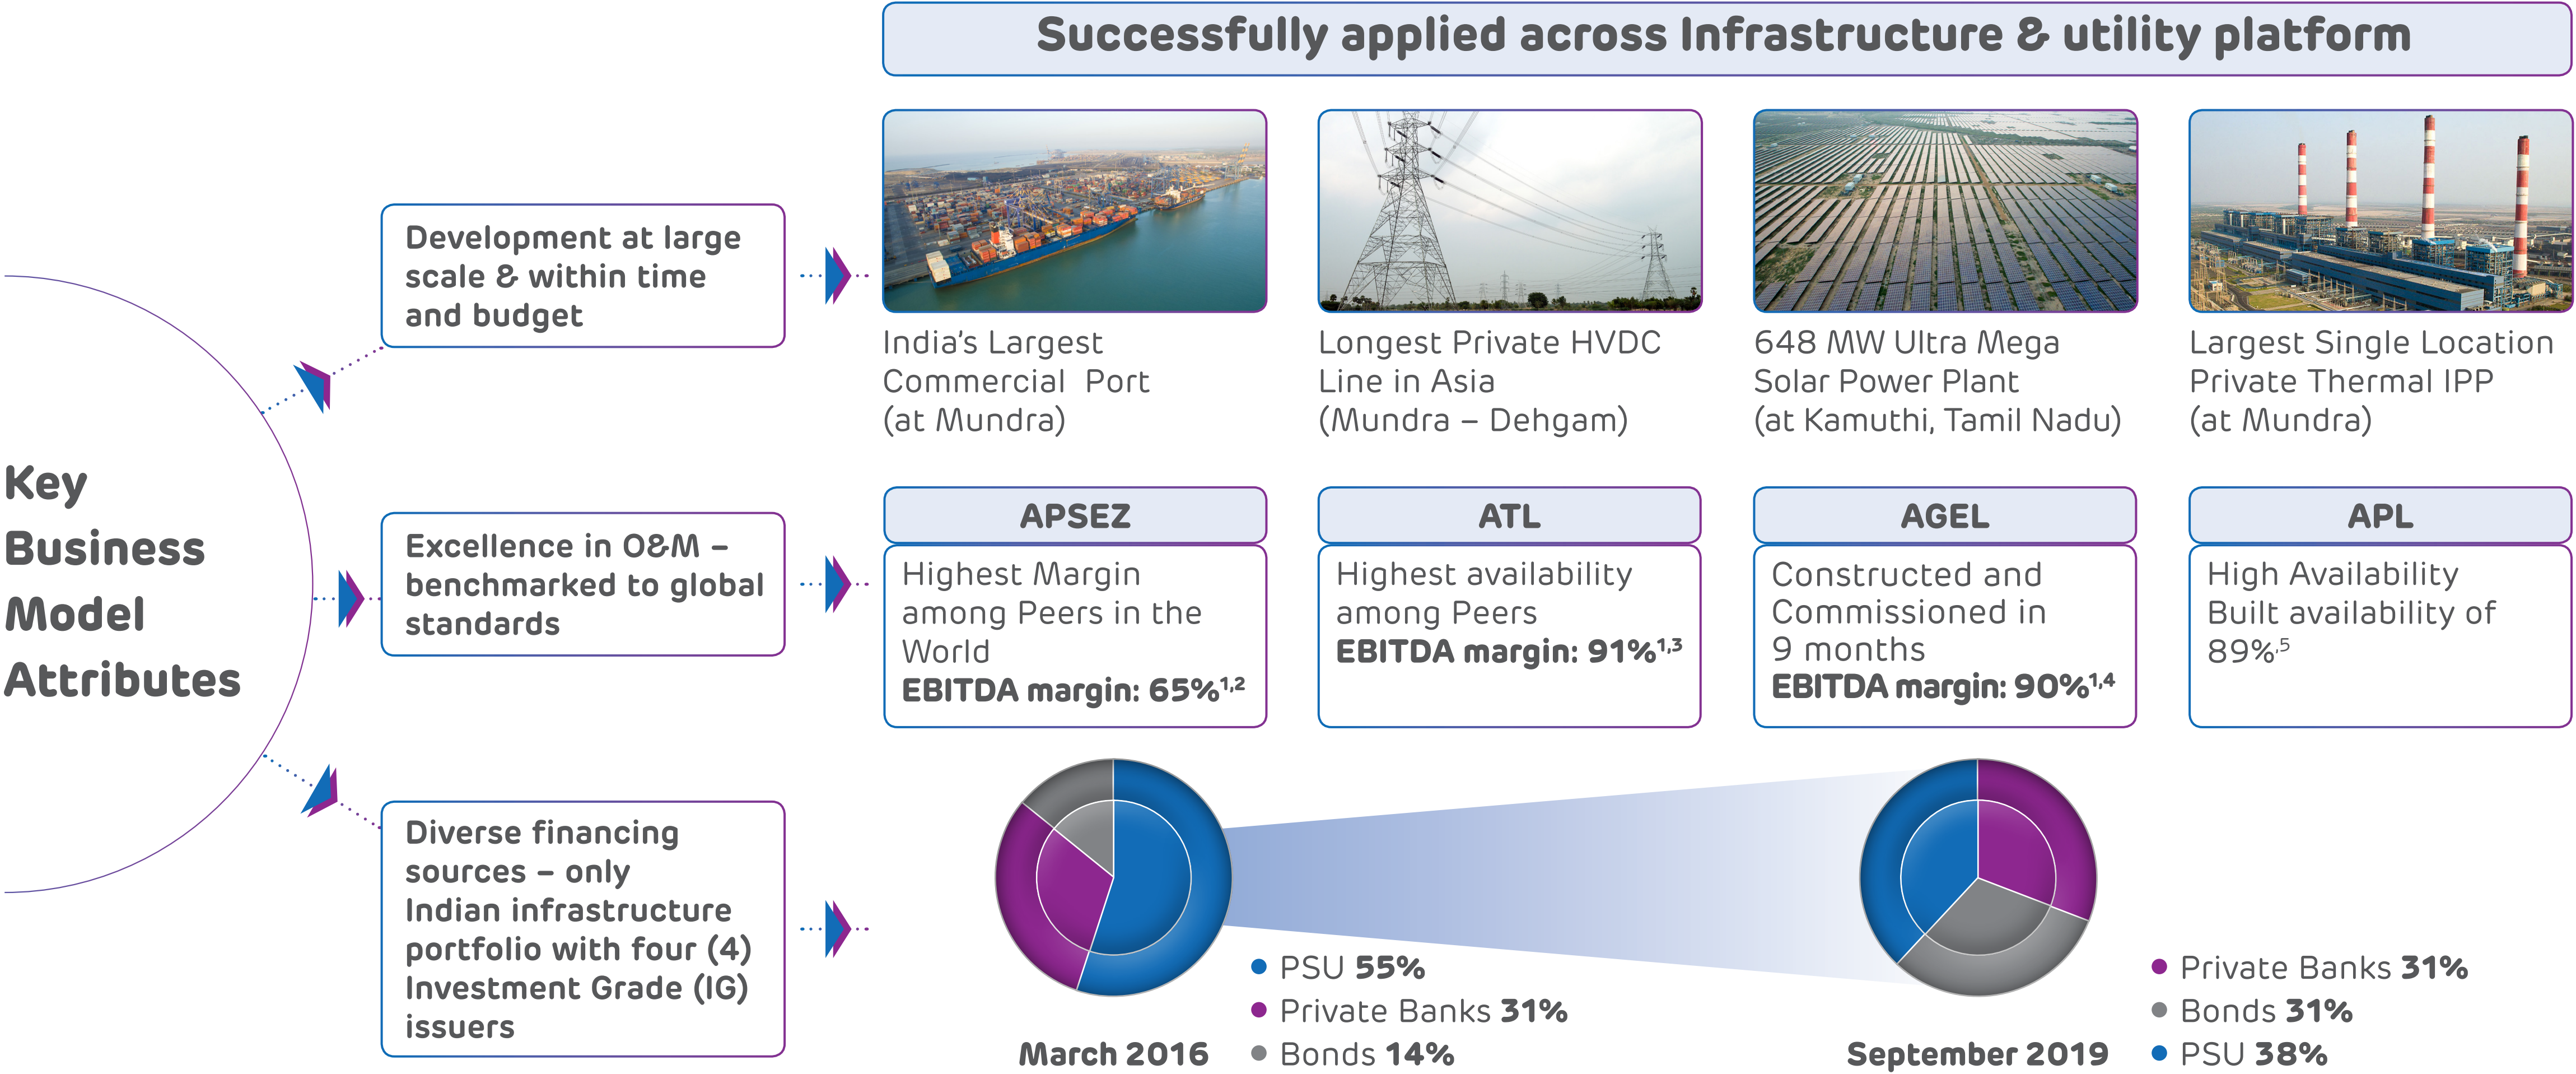 Successfully applied across Infrastructure & utility platform
Key
Business
Model
Attributes
Development at large
scale & within time
and budget
India’s Largest
Commercial Port
(at Mundra)
Longest Private HVDC
Line in Asia
(Mundra – Dehgam)
648 MW Ultra Mega
Solar Power Plant
(at Kamuthi, Tamil Nadu)
Largest Single Location
Private Thermal IPP
(at Mundra)
Excellence in O&M –
benchmarked to global
standards
APSEZ
Highest Margin
among Peers in the
World
EBITDA margin: 65%1,2
ATL
Highest availability
among Peers
EBITDA margin: 91%1,3
AGEL
Constructed and
Commissioned in
9 months
EBITDA margin: 90%1,4
APL
High Availability
Built availability of
89%,5
Diverse financing
sources – only
Indian infrastructure
portfolio with four (4)
Investment Grade (IG)
issuers
March 2016
PSU 55%
Private Banks 31%
Bonds 14%
September 2019
Private Banks 31%
Bonds 31%
PSU 38%